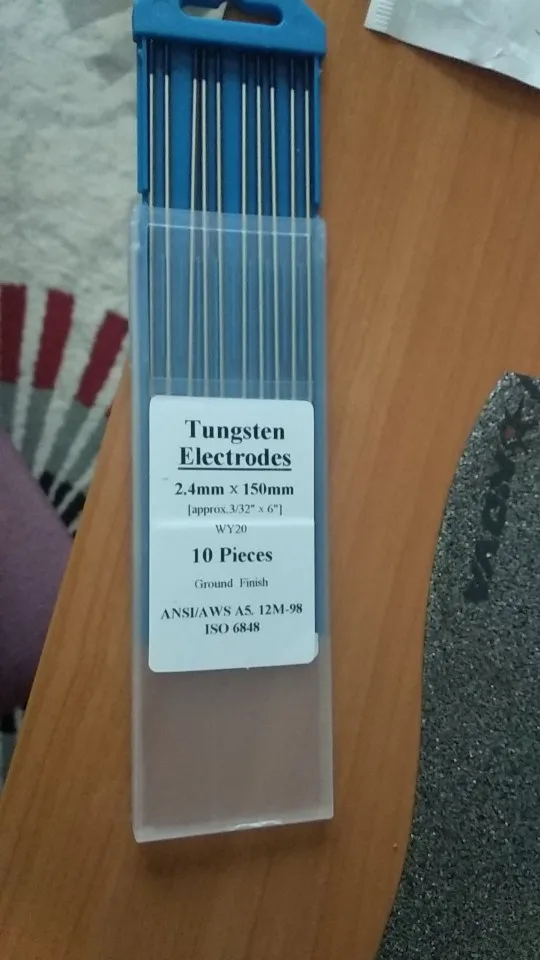 Tungsten
Electrodes
2.4mm x 150mm
[approx.3/32" x 6"]
WY20
10 Pieces
Ground Finish
ANSI/AWS A5. 12M-98
ISO 6848